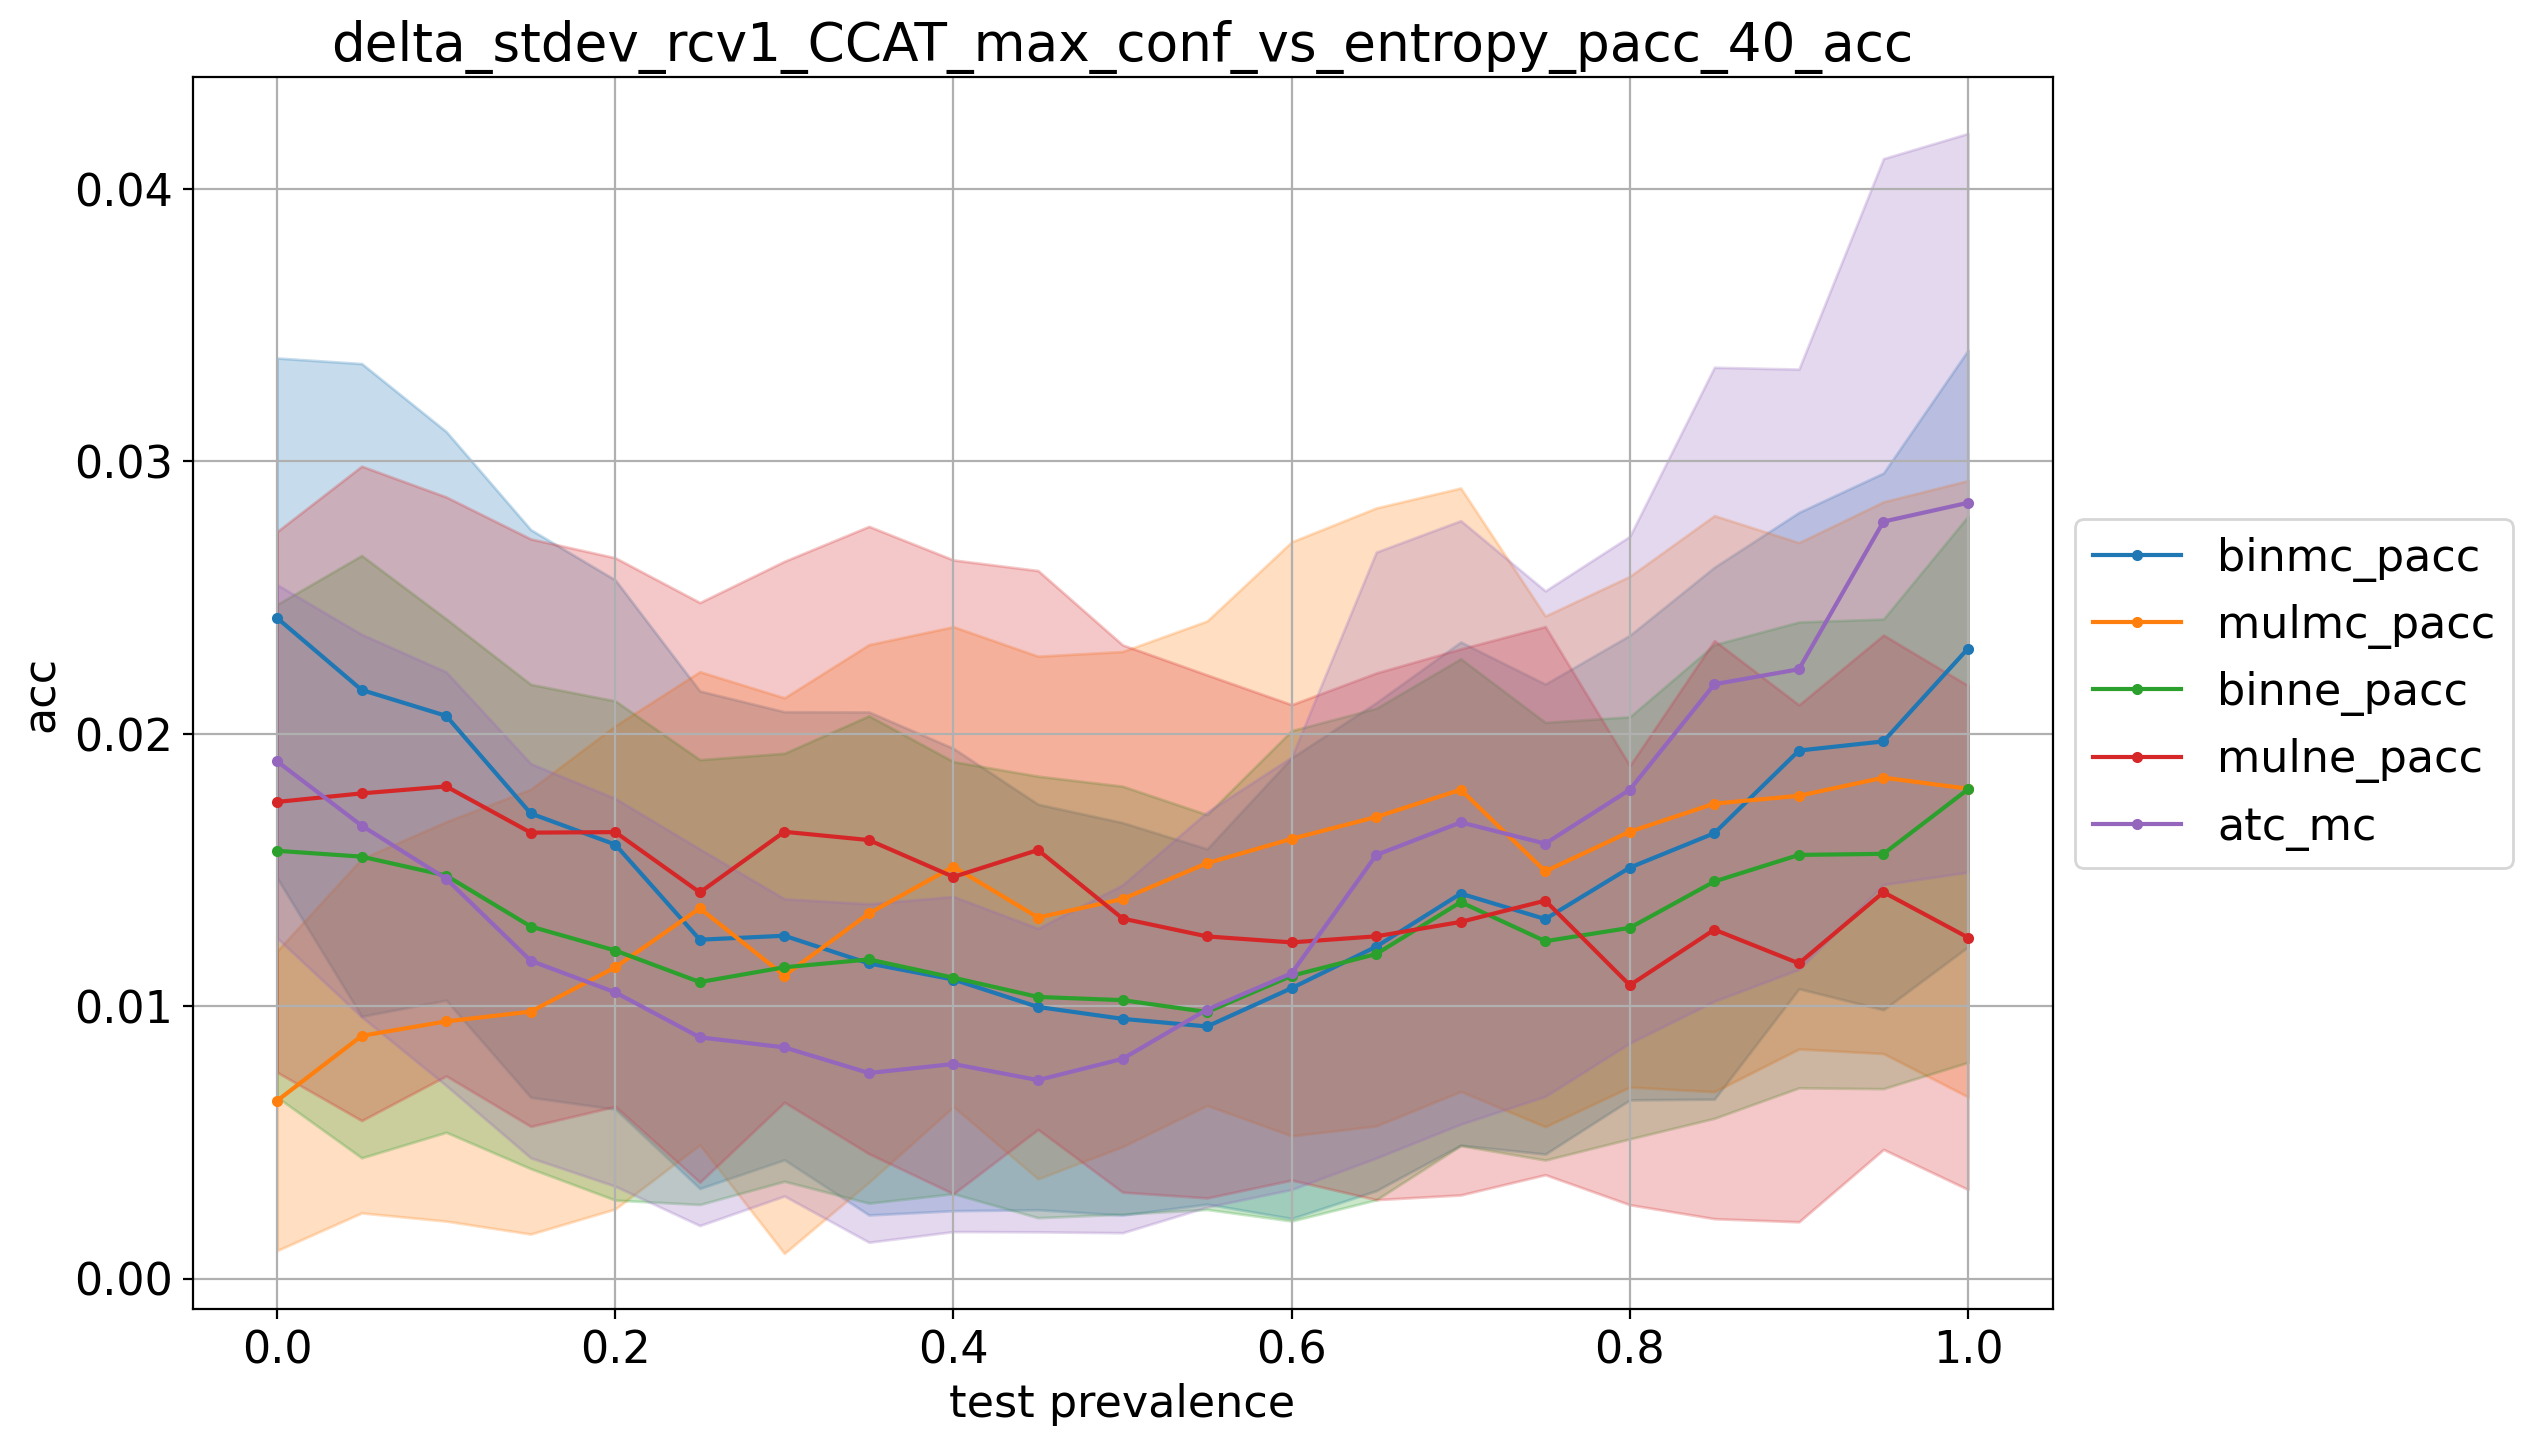 delta_stdev_rcv1_CCAT_max_conf_vs_entropy_pacc_40_acc
acc
0.04
0.03
0.02
0.01
0.00
0.0 0.2 0.4 0.6 0.8 1.0
test prevalence
binmc_pacc
mulmc_pacc
binne_pacc
mulne_pacc
atc_mc